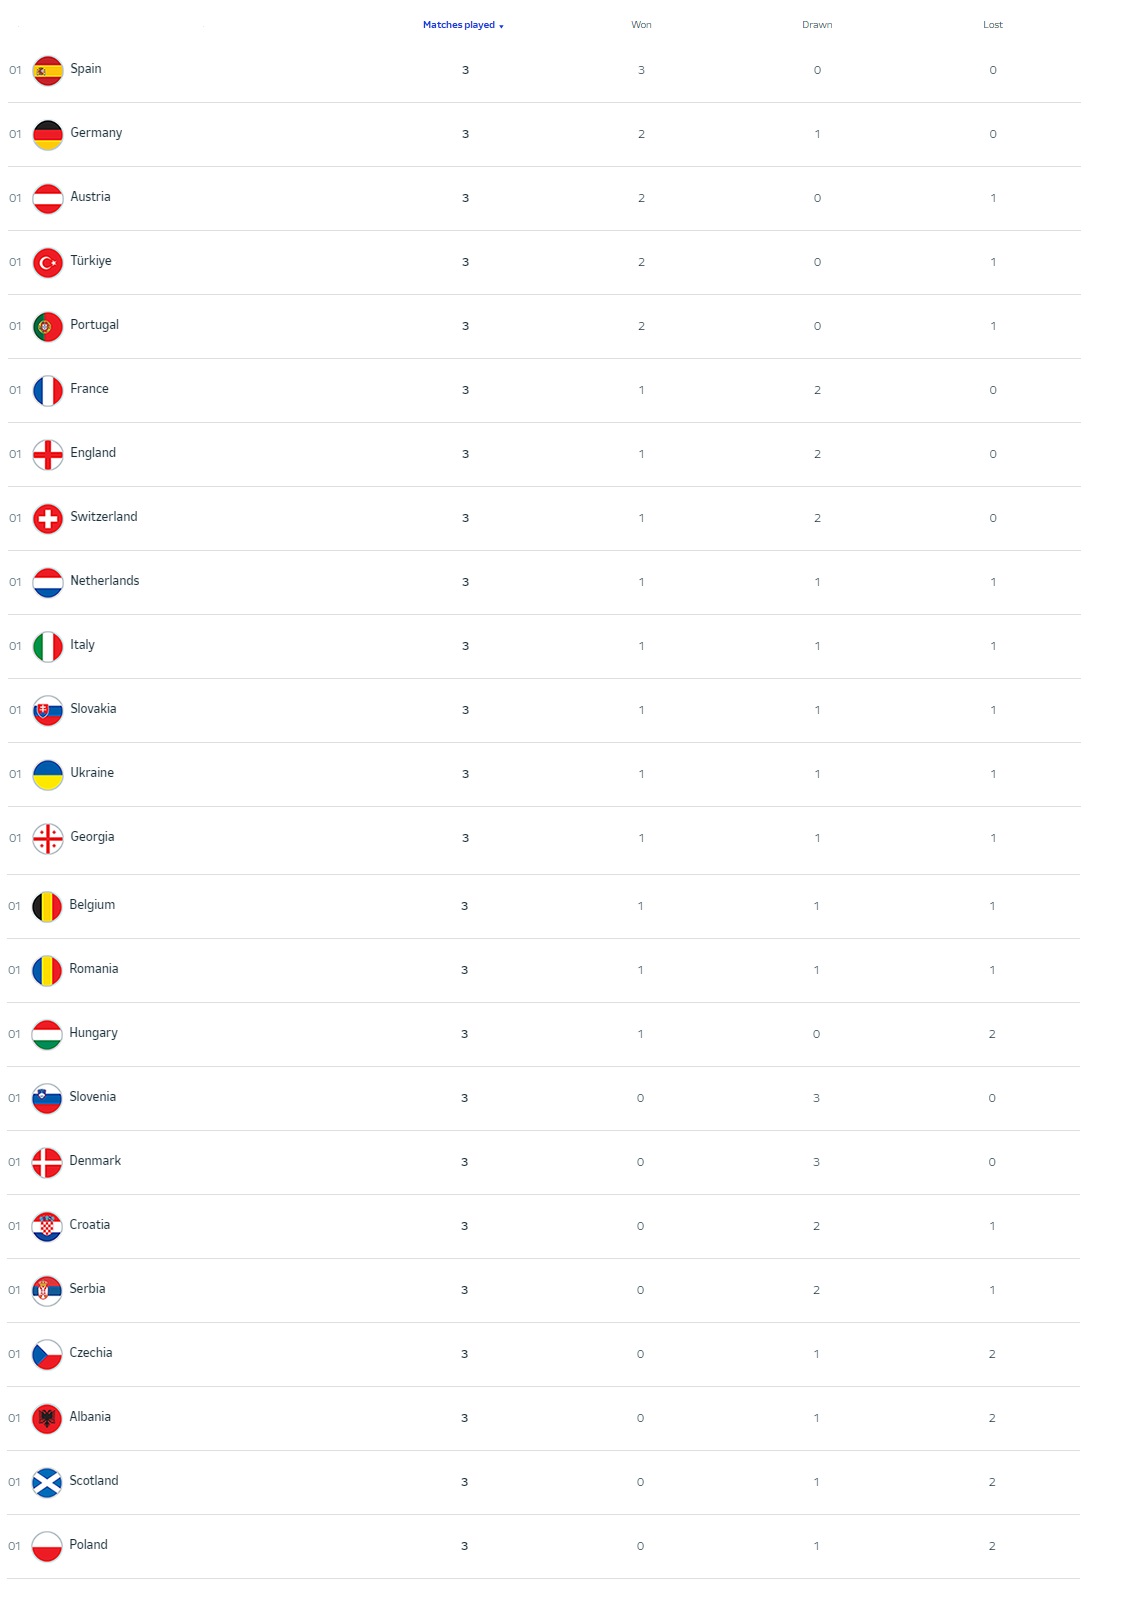 Matches played Won Drawn Lost
01 Spain 3 3 0 0
01 Germany 3 2 1 0
01 Austria 3 2 0 1
01 Türkiye 3 2 0 1
01 Portugal 3 2 0 1
01 France 3 1 2 0
01 England 3 1 2 0
01 Switzerland 3 1 2 0
01 Netherlands 3 1 1 1
01 Italy 3 1 1 1
01 Slovakia 3 1 1 1
01 Ukraine 3 1 1 1
01 Georgia 3 1 1 1
01 Belgium 3 1 1 1
01 Romania 3 1 1 1
01 Hungary 3 1 0 2
01 Slovenia 3 0 3 0
01 Denmark 3 0 3 0
01 Croatia 3 0 2 1
01 Serbia 3 0 2 1
01 Czechia 3 0 1 2
01 Albania 3 0 1 2
01 Scotland 3 0 1 2
01 Poland 3 0 1 2